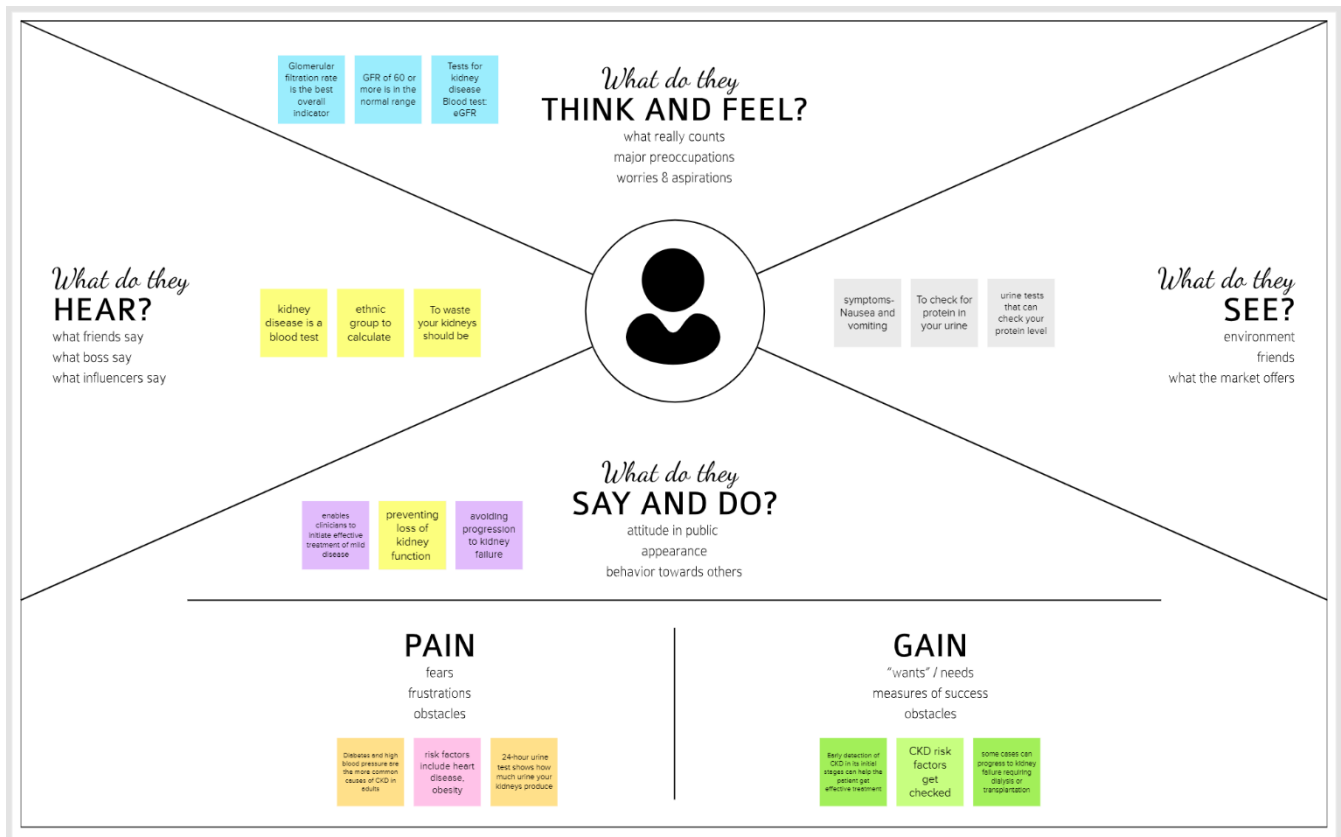 Glomerular
filtration rate
is the best
overall
indicator
GFR of 60 or
more is in the
normal range
Tests for
kidney
disease
Blood test:
eGFR
What do they
THINK AND FEEL?
what really counts
major preoccupations
worries & aspirations
What do they
HEAR?
what friends say
what boss say
what influencers say
kidney
disease is a
blood test
ethnic
group to
calculate
To waste
your kidneys
should be
symptoms-
Nausea and
vomiting
To check for
protein in
your urine
urine tests
that can
check your
protein level
What do they
SEE?
environment
friends
what the market offers
What do they
SAY AND DO?
attitude in public
appearance
behavior towards others
enables
clinicians to
initiate effective
treatment of mild
disease
preventing
loss of
kidney
function
avoiding
progression
to kidney
failure
PAIN
fears
frustrations
obstacles
Diabetes and high
blood pressure are
the more common
causes of CKD in
adults
risk factors
include heart
disease,
obesity
24-hour urine
test shows how
much urine your
kidneys produce
GAIN
"wants" / needs
measures of success
obstacles
Early detection of
CKD in its initial
stages can help the
patient get
effective treatment
CKD risk
factors
get
checked
some cases can
progress to kidney
failure requiring
dialysis or
transplantation